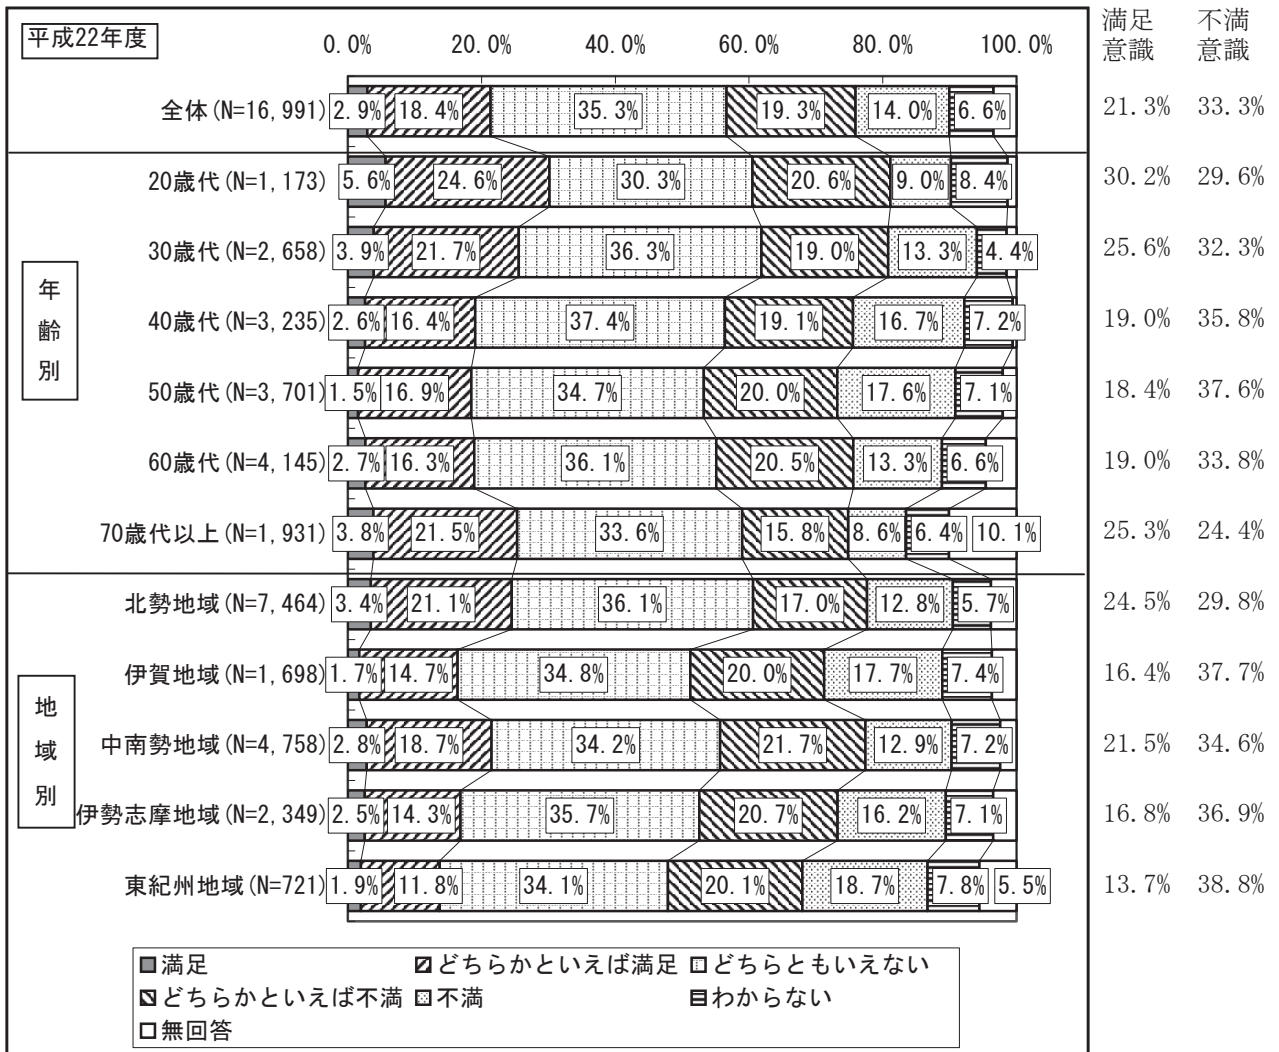 満足 不満
意識 意識
平成22年度
0.0% 20.0% 40.0% 60.0% 80.0% 100.0%
全体(N=16,991) 2.9% 18.4% 35.3% 19.3% 14.0% 6.6% 21.3% 33.3%
年齢別
20歳代(N=1,173) 5.6% 24.6% 30.3% 20.6% 9.0% 8.4% 30.2% 29.6%
30歳代(N=2,658) 3.9% 21.7% 36.3% 19.0% 13.3% 4.4% 25.6% 32.3%
40歳代(N=3,235) 2.6% 16.4% 37.4% 19.1% 16.7% 7.2% 19.0% 35.8%
50歳代(N=3,701) 1.5% 16.9% 34.7% 20.0% 17.6% 7.1% 18.4% 37.6%
60歳代(N=4,145) 2.7% 16.3% 36.1% 20.5% 13.3% 6.6% 19.0% 33.8%
70歳代以上(N=1,931) 3.8% 21.5% 33.6% 15.8% 8.6% 6.4% 10.1% 25.3% 24.4%
地域別
北勢地域(N=7,464) 3.4% 21.1% 36.1% 17.0% 12.8% 5.7% 24.5% 29.8%
伊賀地域(N=1,698) 1.7% 14.7% 34.8% 20.0% 17.7% 7.4% 16.4% 37.7%
中南勢地域(N=4,758) 2.8% 18.7% 34.2% 21.7% 12.9% 7.2% 21.5% 34.6%
伊勢志摩地域(N=2,349) 2.5% 14.3% 35.7% 20.7% 16.2% 7.1% 16.8% 36.9%
東紀州地域(N=721) 1.9% 11.8% 34.1% 20.1% 18.7% 7.8% 5.5% 13.7% 38.8%
満足 どちらかといえば満足 どちらともいえない
どちらかといえば不満 不満 わからない
無回答